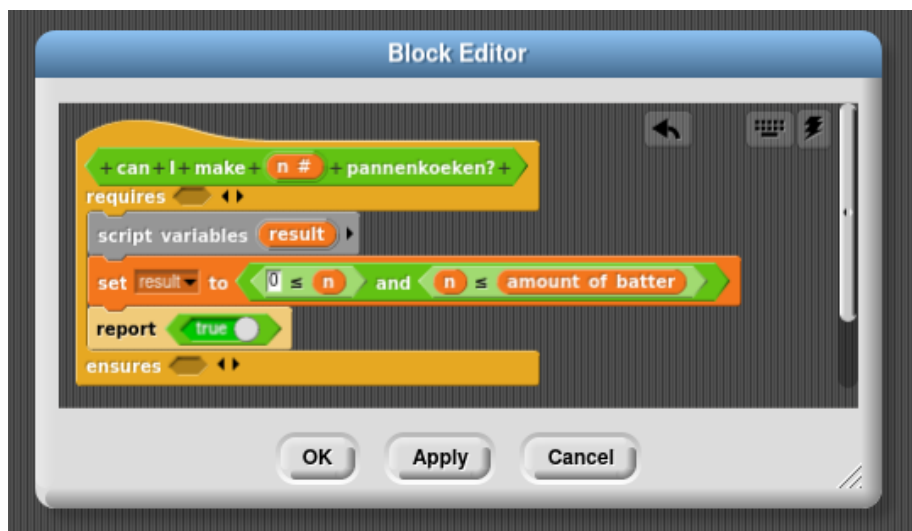 Block Editor
+ can + I + make + n # + pannenkoeken? +
requires
script variables result
set result to 0 ≤ n and n ≤ amount of batter
report true
ensures
OK Apply Cancel